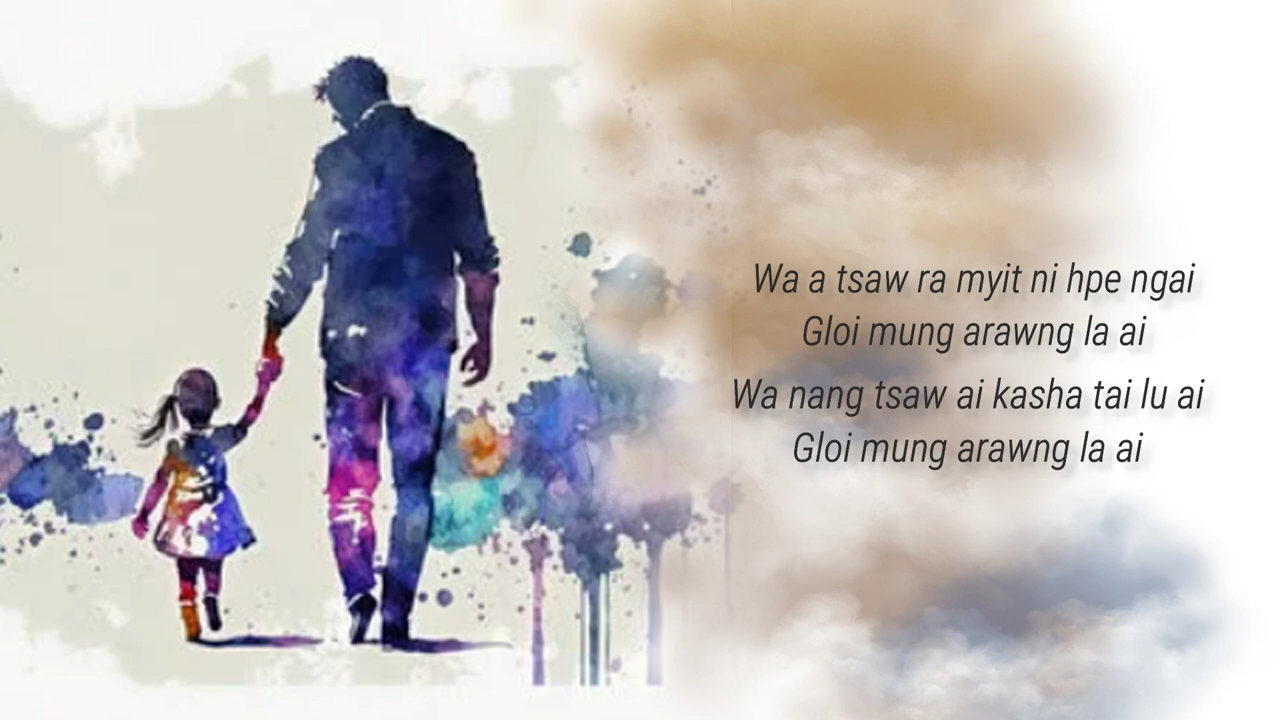 Wa a tsaw ra myit ni hpe ngai
Gloi mung arawng la ai
Wa nang tsaw ai kasha tai lu ai
Gloi mung arawng la ai